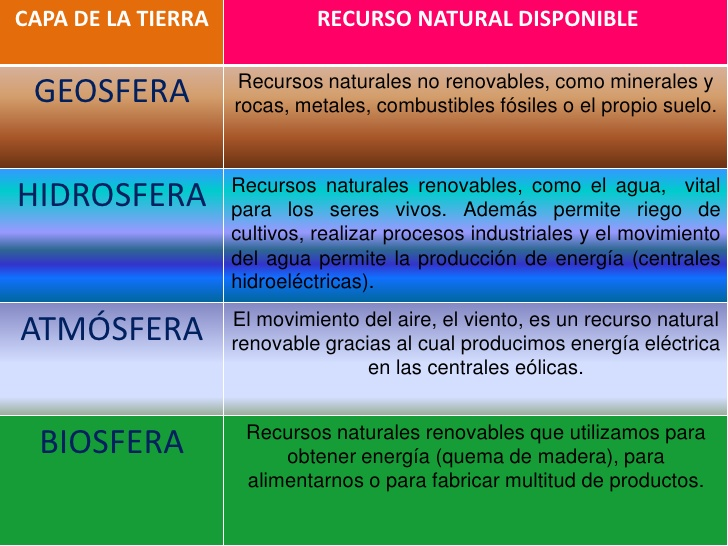 CAPA DE LA TIERRA
RECURSO NATURAL DISPONIBLE
GEOSFERA
Recursos naturales no renovables, como minerales y
rocas, metales, combustibles fósiles o el propio suelo.
HIDROSFERA
Recursos naturales renovables, como el agua, vital
para los seres vivos. Además permite riego de
cultivos, realizar procesos industriales y el movimiento
del agua permite la producción de energía (centrales
hidroeléctricas).
ATMÓSFERA
El movimiento del aire, el viento, es un recurso natural
renovable gracias al cual producimos energía eléctrica
en las centrales eólicas.
BIOSFERA
Recursos naturales renovables que utilizamos para
obtener energía (quema de madera), para
alimentarnos o para fabricar multitud de productos.